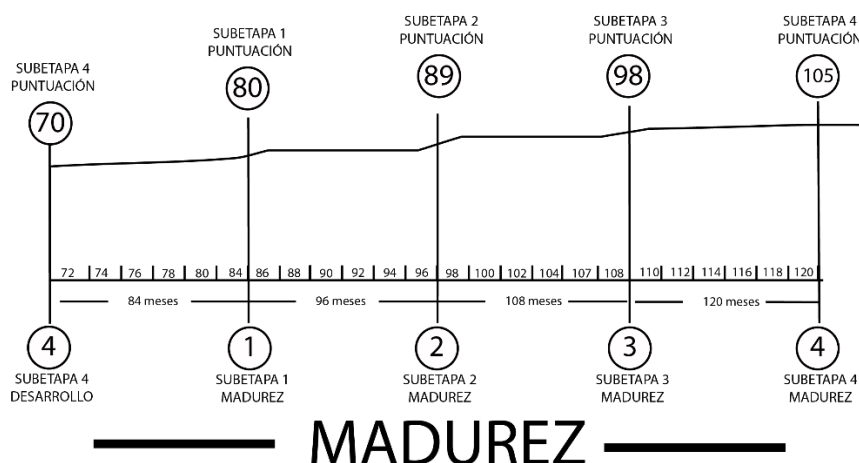 SUBETAPA 4
PUNTUACIÓN
70
SUBETAPA 1
PUNTUACIÓN
80
SUBETAPA 2
PUNTUACIÓN
89
SUBETAPA 3
PUNTUACIÓN
98
SUBETAPA 4
PUNTUACIÓN
105
72 74 76 78 80 84 86 88 90 92 94 96 98 100 102 104 107 108 110 112 114 116 118 120
84 meses 96 meses 108 meses 120 meses
4
SUBETAPA 4
DESARROLLO
1
SUBETAPA 1
MADUREZ
2
SUBETAPA 2
MADUREZ
3
SUBETAPA 3
MADUREZ
4
SUBETAPA 4
MADUREZ
MADUREZ